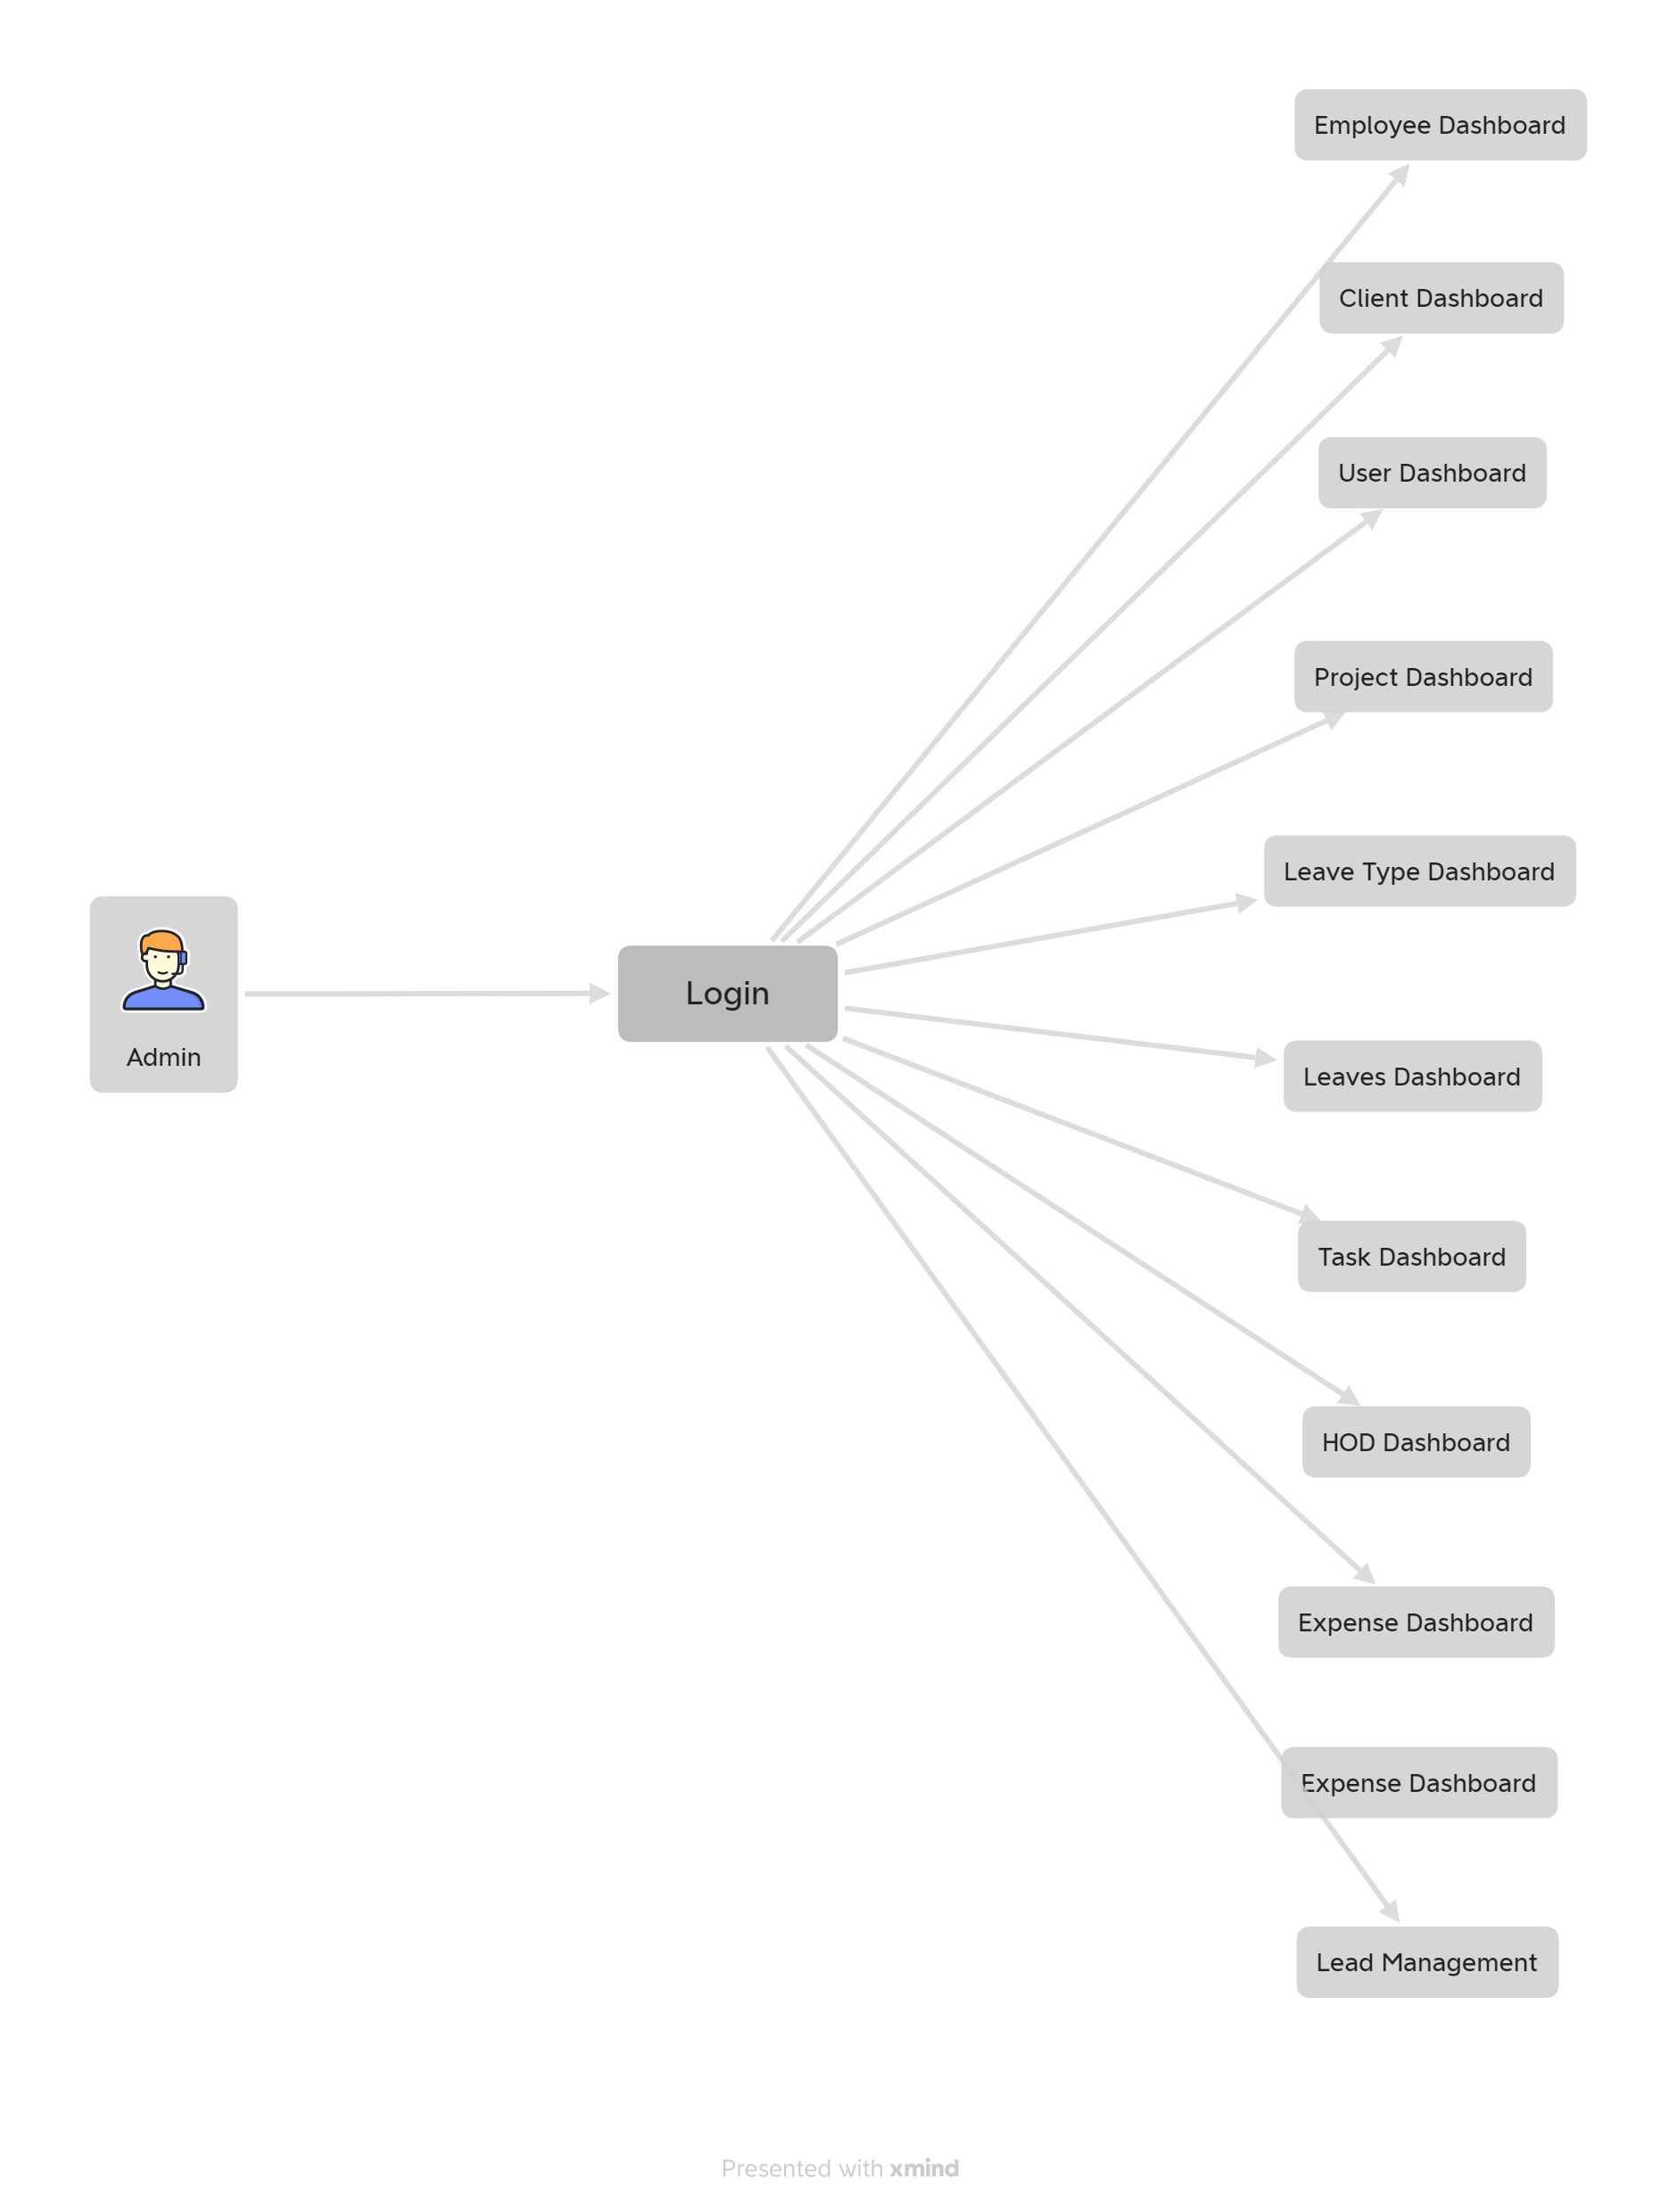 Employee Dashboard
Client Dashboard
User Dashboard
Project Dashboard
Leave Type Dashboard
Admin
Login
Leaves Dashboard
Task Dashboard
HOD Dashboard
Expense Dashboard
Expense Dashboard
Lead Management
Presented with xmind